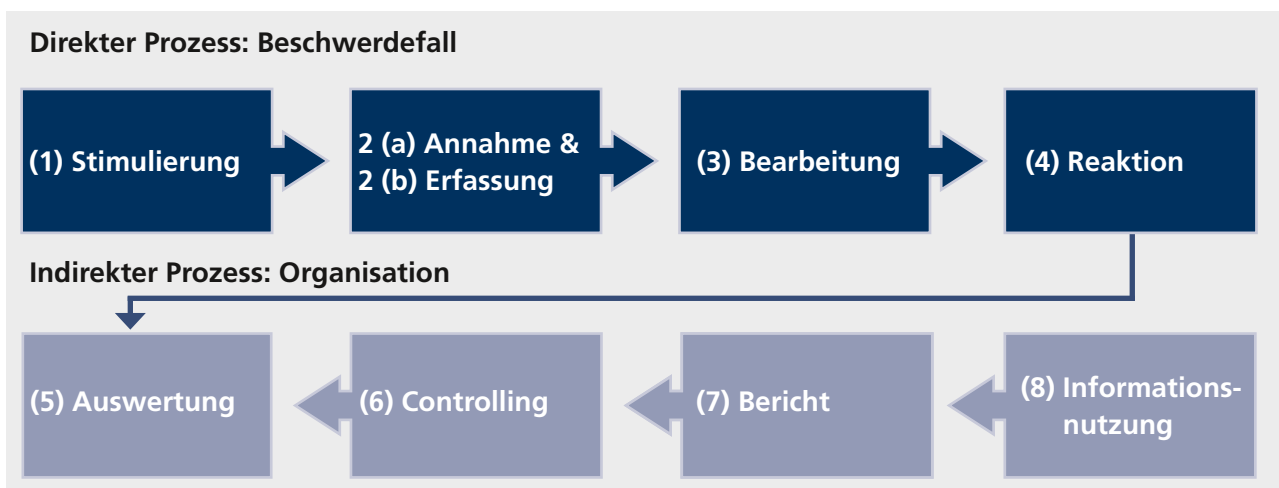 Direkter Prozess: Beschwerdefall
(1) Stimulierung
2 (a) Annahme &
2 (b) Erfassung
(3) Bearbeitung
(4) Reaktion
Indirekter Prozess: Organisation
(5) Auswertung
(6) Controlling
(7) Bericht
(8) Informations-
nutzung